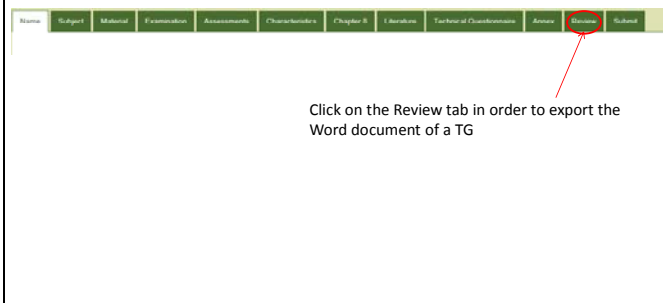 Name Subject Material Examination Assessments Characteristics Chapter 8 Literature Technical Questionnaire Annex Review Submit
Click on the Review tab in order to export the
Word document of a TG